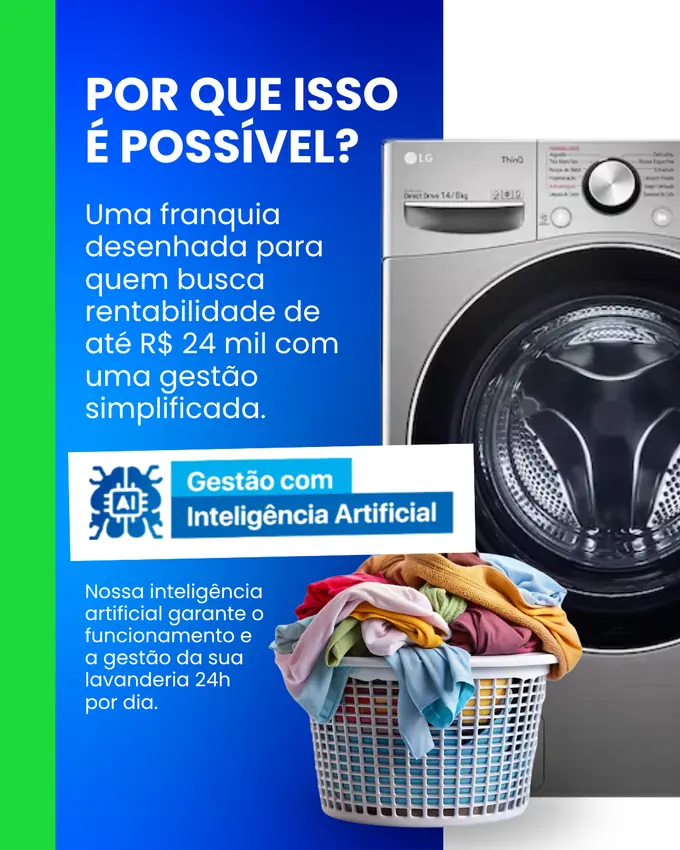 POR QUE ISSO
É POSSÍVEL?
Uma franquia
desenhada para
quem busca
rentabilidade de
até R$ 24 mil com
uma gestão
simplificada.
LG
ThinQ
Direct Drive 14/8kg
AI
Gestão com
Inteligência Artificial
Nossa inteligência
artificial garante o
funcionamento e
a gestão da sua
lavanderia 24h
por dia.